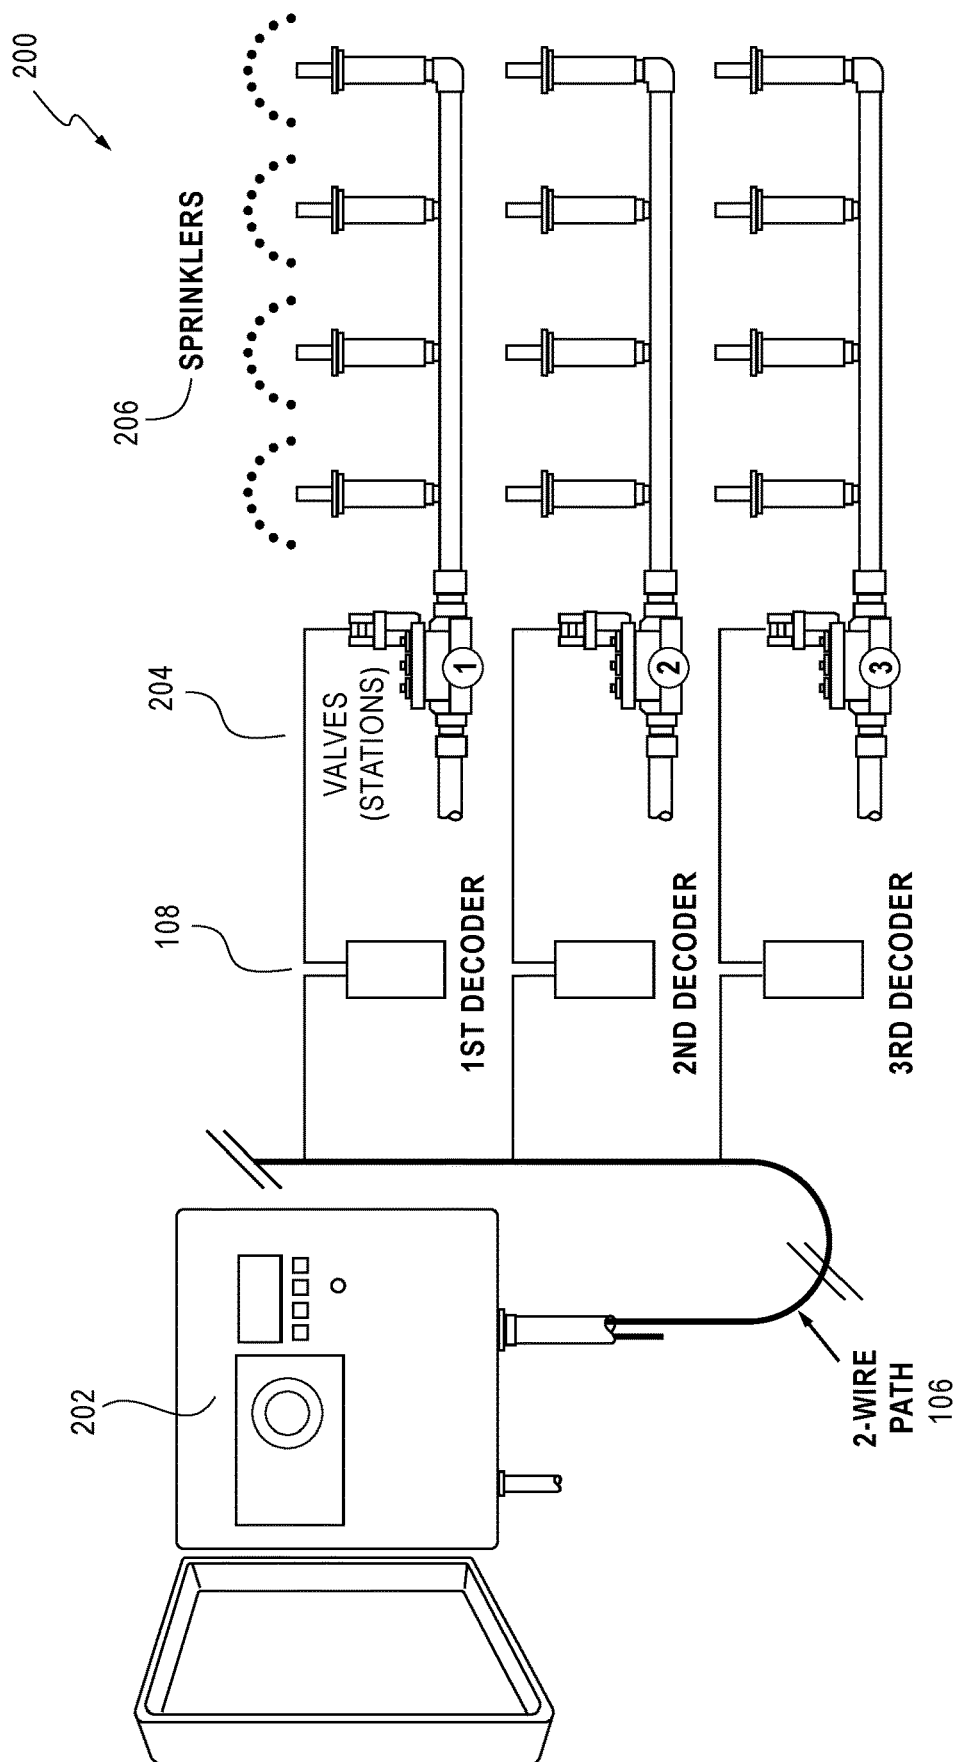 200
206
SPRINKLERS
204
VALVES
(STATIONS)
1
2
3
108
1ST DECODER
2ND DECODER
3RD DECODER
202
2-WIRE
PATH
106